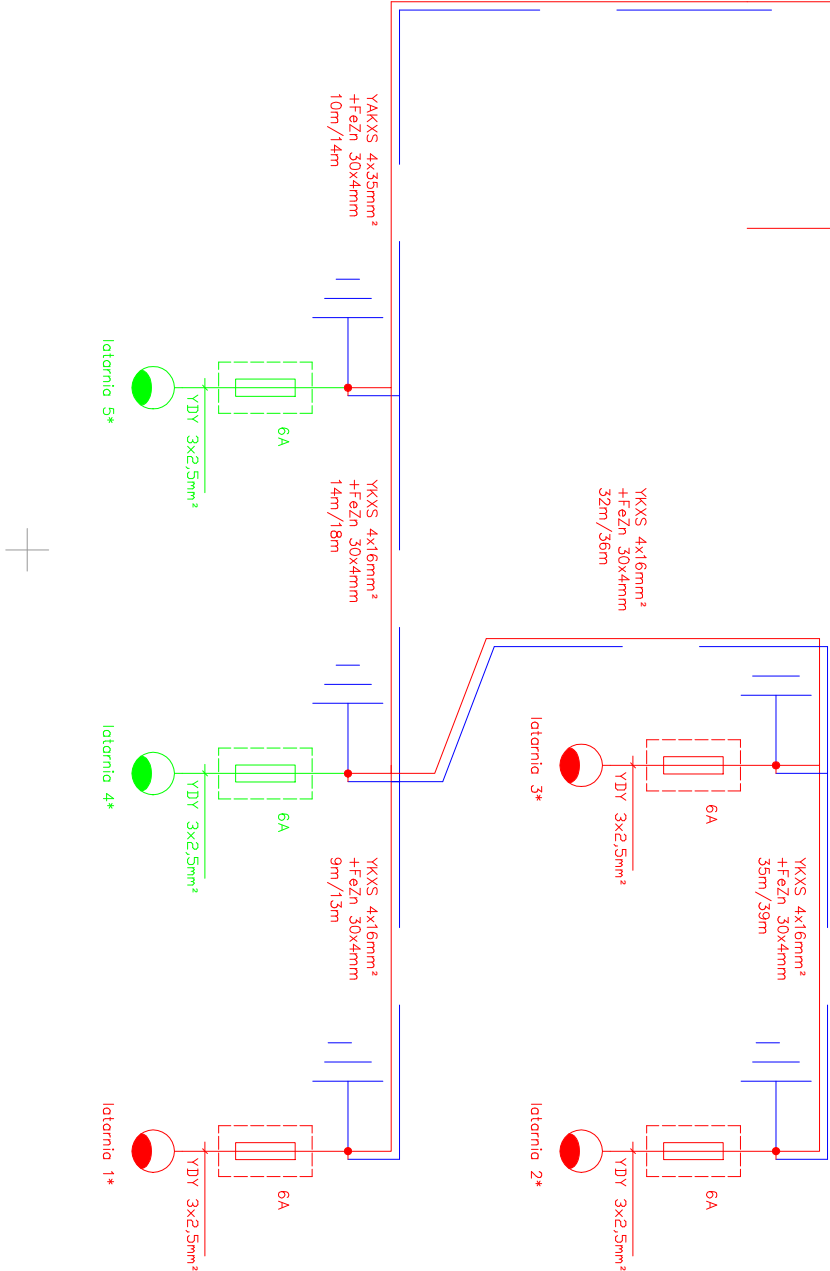 YAKXS 4x35mm²
+FeZn 30x4mm
10m/14m
latarnia 5*
YDY 3x2,5mm²
6A
YKXS 4x16mm²
+FeZn 30x4mm
14m/18m
YKXS 4x16mm²
+FeZn 30x4mm
32m/36m
latarnia 4*
YDY 3x2,5mm²
6A
latarnia 3*
YDY 3x2,5mm²
6A
YKXS 4x16mm²
+FeZn 30x4mm
9m/13m
YKXS 4x16mm²
+FeZn 30x4mm
35m/39m
latarnia 1*
YDY 3x2,5mm²
6A
latarnia 2*
YDY 3x2,5mm²
6A